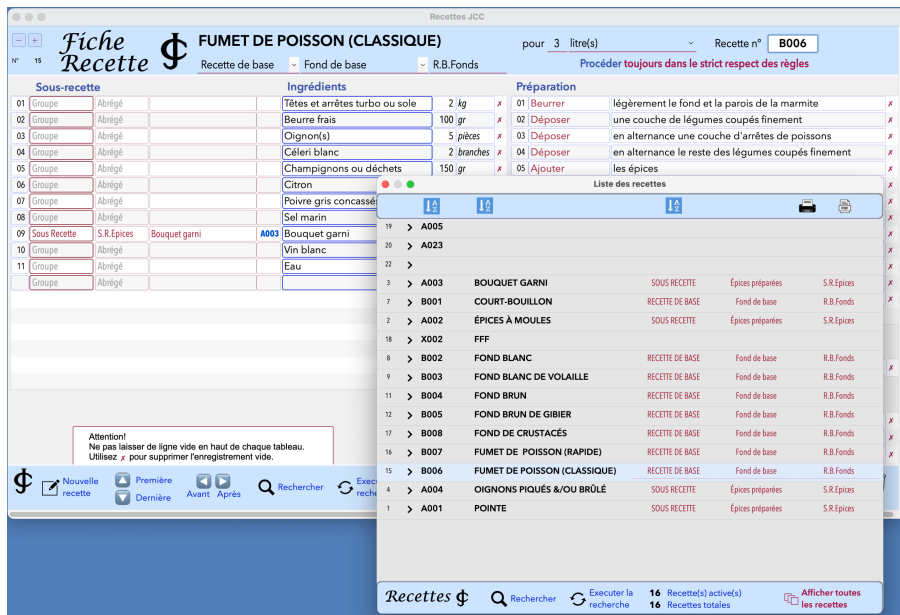 Recettes JCC
Fiche Recette
N° 15
FUMET DE POISSON (CLASSIQUE)
Recette de base Fond de base R.B.Fonds
pour 3 litre(s) Recette n° B006
Procéder toujours dans le strict respect des règles
Sous-recette Ingrédients Préparation
01 Groupe Abrégé Têtes et arrêtes turbo ou sole 2 kg x 01 Beurrer légèrement le fond et la parois de la marmite x
02 Groupe Abrégé Beurre frais 100 gr x 02 Déposer une couche de légumes coupés finement x
03 Groupe Abrégé Oignon(s) 5 pièces x 03 Déposer en alternance une couche d'arrêtes de poissons x
04 Groupe Abrégé Céleri blanc 2 branches x 04 Déposer en alternance le reste des légumes coupés finement x
05 Groupe Abrégé Champignons ou déchets 150 gr x 05 Ajouter les épices x
06 Groupe Abrégé Citron
07 Groupe Abrégé Poivre gris concassé
08 Groupe Abrégé Sel marin
09 Sous Recette S.R.Epices Bouquet garni A003 Bouquet garni
10 Groupe Abrégé Vin blanc
11 Groupe Abrégé Eau
Groupe Abrégé
Attention!
Ne pas laisser de ligne vide en haut de chaque tableau.
Utilisez x pour supprimer l'enregistrement vide.
Nouvelle recette
Première
Dernière
Avant Après
Rechercher
Liste des recettes
19 > A005
20 > A023
22 >
3 > A003 BOUQUET GARNI SOUS RECETTE Épices préparées S.R.Epices
7 > B001 COURT-BOUILLON RECETTE DE BASE Fond de base R.B.Fonds
2 > A002 ÉPICES À MOULES SOUS RECETTE Épices préparées S.R.Epices
18 > X002 FFF
8 > B002 FOND BLANC RECETTE DE BASE Fond de base R.B.Fonds
9 > B003 FOND BLANC DE VOLAILLE RECETTE DE BASE Fond de base R.B.Fonds
11 > B004 FOND BRUN RECETTE DE BASE Fond de base R.B.Fonds
12 > B005 FOND BRUN DE GIBIER RECETTE DE BASE Fond de base R.B.Fonds
17 > B008 FOND DE CRUSTACÉS RECETTE DE BASE Fond de base R.B.Fonds
16 > B007 FUMET DE POISSON (RAPIDE) RECETTE DE BASE Fond de base R.B.Fonds
15 > B006 FUMET DE POISSON (CLASSIQUE) RECETTE DE BASE Fond de base R.B.Fonds
4 > A004 OIGNONS PIQUÉS &/OU BRÛLÉ SOUS RECETTE Épices préparées S.R.Epices
1 > A001 POINTE SOUS RECETTE Épices préparées S.R.Epices
Recettes
Rechercher
Executer la recherche
16 Recette(s) active(s)
16 Recettes totales
Afficher toutes les recettes